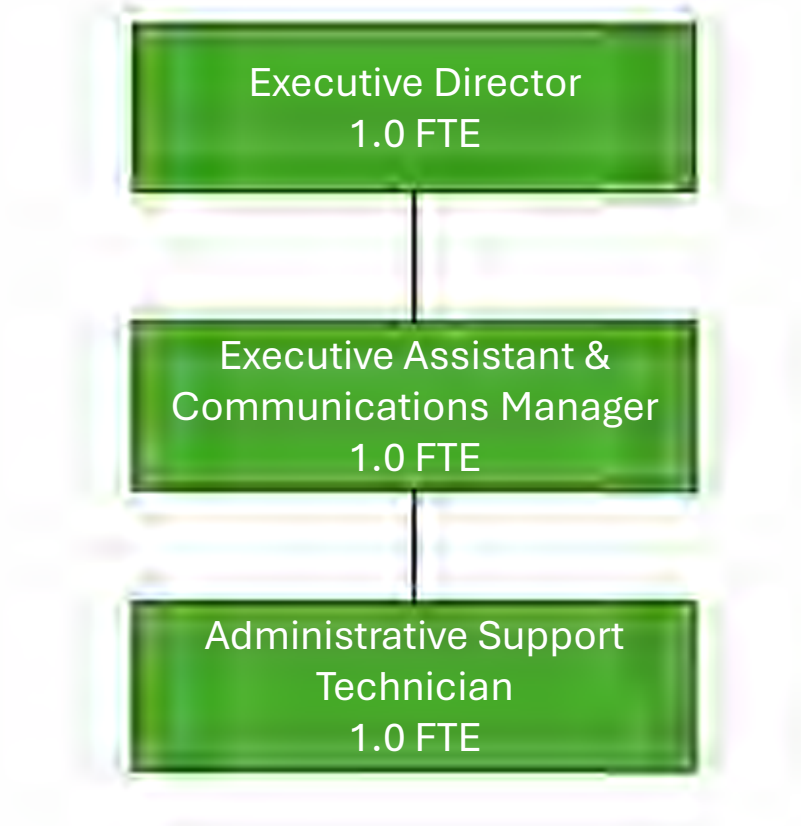 Executive Director
1.0 FTE
Executive Assistant &
Communications Manager
1.0 FTE
Administrative Support
Technician
1.0 FTE